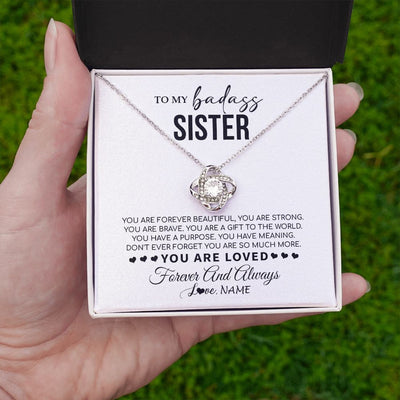 TO MY badass
SISTER
YOU ARE FOREVER BEAUTIFUL, YOU ARE STRONG.
YOU ARE BRAVE, YOU ARE A GIFT TO THE WORLD.
YOU HAVE A PURPOSE. YOU HAVE MEANING.
DON'T EVER FORGET YOU ARE SO MUCH MORE.
YOU ARE LOVED
Forever And Always
Love, NAME